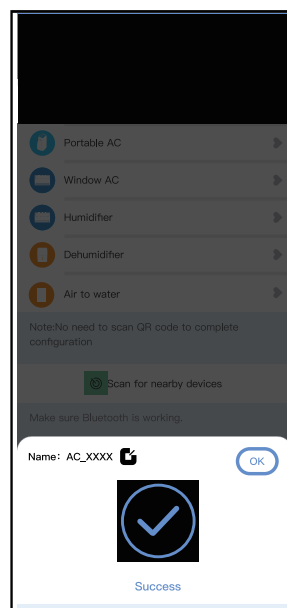 Portable AC
Window AC
Humidifier
Dehumidifier
Air to water
Note:No need to scan QR code to complete
configuration
Scan for nearby devices
Make sure Bluetooth is working.
Name: AC_XXXX
OK
Success